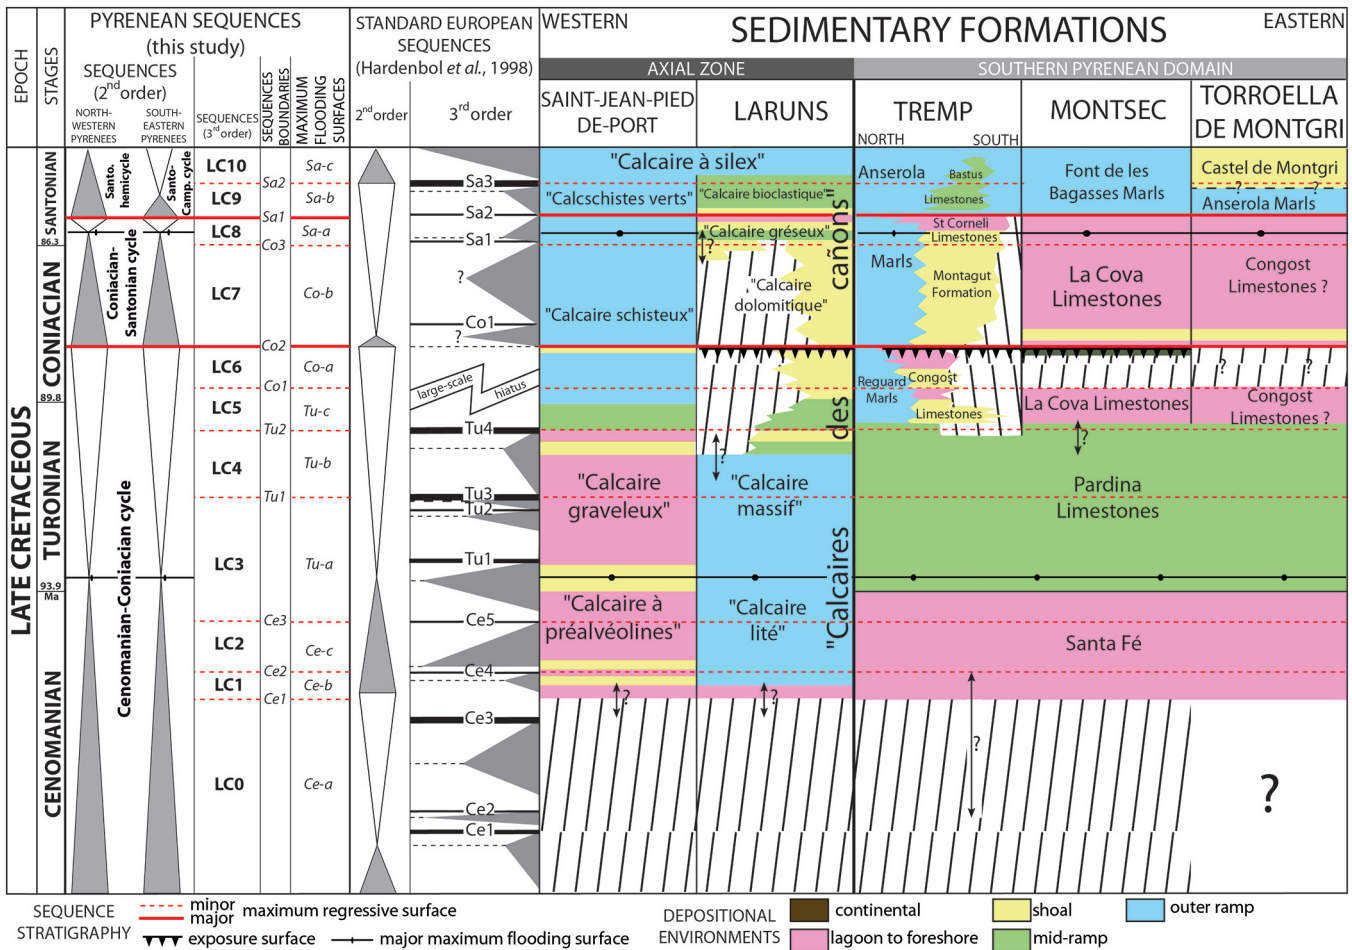 PYRENEAN SEQUENCES
(this study)
STANDARD EUROPEAN
SEQUENCES
(Hardenbol et al., 1998)
WESTERN
SEDIMENTARY FORMATIONS
EASTERN
EPOCH
STAGES
SEQUENCES
(2nd order)
NORTH-
WESTERN
PYRENEES
SOUTH-
EASTERN
PYRENEES
SEQUENCES
(3rd order)
SEQUENCE
BOUNDARIES
MAXIMUM
FLOODING
SURFACES
2nd order
3rd order
AXIAL ZONE
SOUTHERN PYRENEAN DOMAIN
SAINT-JEAN-PIED
DE-PORT
LARUNS
TREMP
NORTH
SOUTH
MONTSEC
TORROELLA
DE MONTGRI
LATE CRETACEOUS
SANTONIAN
86.3
CONIACIAN
89.8
TURONIAN
93.9
Ma
CENOMANIAN
Santo.
hemicycle
Santo-
Camp. cycle
Coniacian-
Santonian cycle
Cenomanian-Coniacian cycle
LC10
LC9
LC8
LC7
LC6
LC5
LC4
LC3
LC2
LC1
LC0
Sa2
Sa1
Co3
Co2
Co1
Tu2
Tu1
Ce3
Ce2
Ce1
Sa-c
Sa-b
Sa-a
Co-b
Co-a
Tu-c
Tu-b
Tu-a
Ce-c
Ce-b
Ce-a
Sa3
Sa2
Sa1
?
Co1
?
large-scale
hiatus
Tu4
Tu3
Tu2
Tu1
Ce5
Ce4
Ce3
Ce2
Ce1
"Calcaire à silex"
"Calcschistes verts"
"Calcaire schisteux"
"Calcaire
graveleux"
"Calcaire à
préalvéolines"
?
"Calcaire bioclastique"
"Calcaire gréseux"
?
"Calcaire
dolomitique"
?
"Calcaire
massif"
"Calcaire
lité"
?
"Calcaires des cañons"
Anserola
Marls
Bastus
Limestones
St Corneli
Limestones
Montagut
Formation
Reguard
Marls
Congost
Limestones
Font de les
Bagasses Marls
La Cova
Limestones
La Cova Limestones
?
Castel de Montgri
? ?
Anserola Marls
Congost
Limestones ?
? ?
Congost
Limestones ?
Pardina
Limestones
Santa Fé
?
?
SEQUENCE
STRATIGRAPHY
minor
major
maximum regressive surface
exposure surface
major maximum flooding surface
DEPOSITIONAL
ENVIRONMENTS
continental
shoal
outer ramp
lagoon to foreshore
mid-ramp